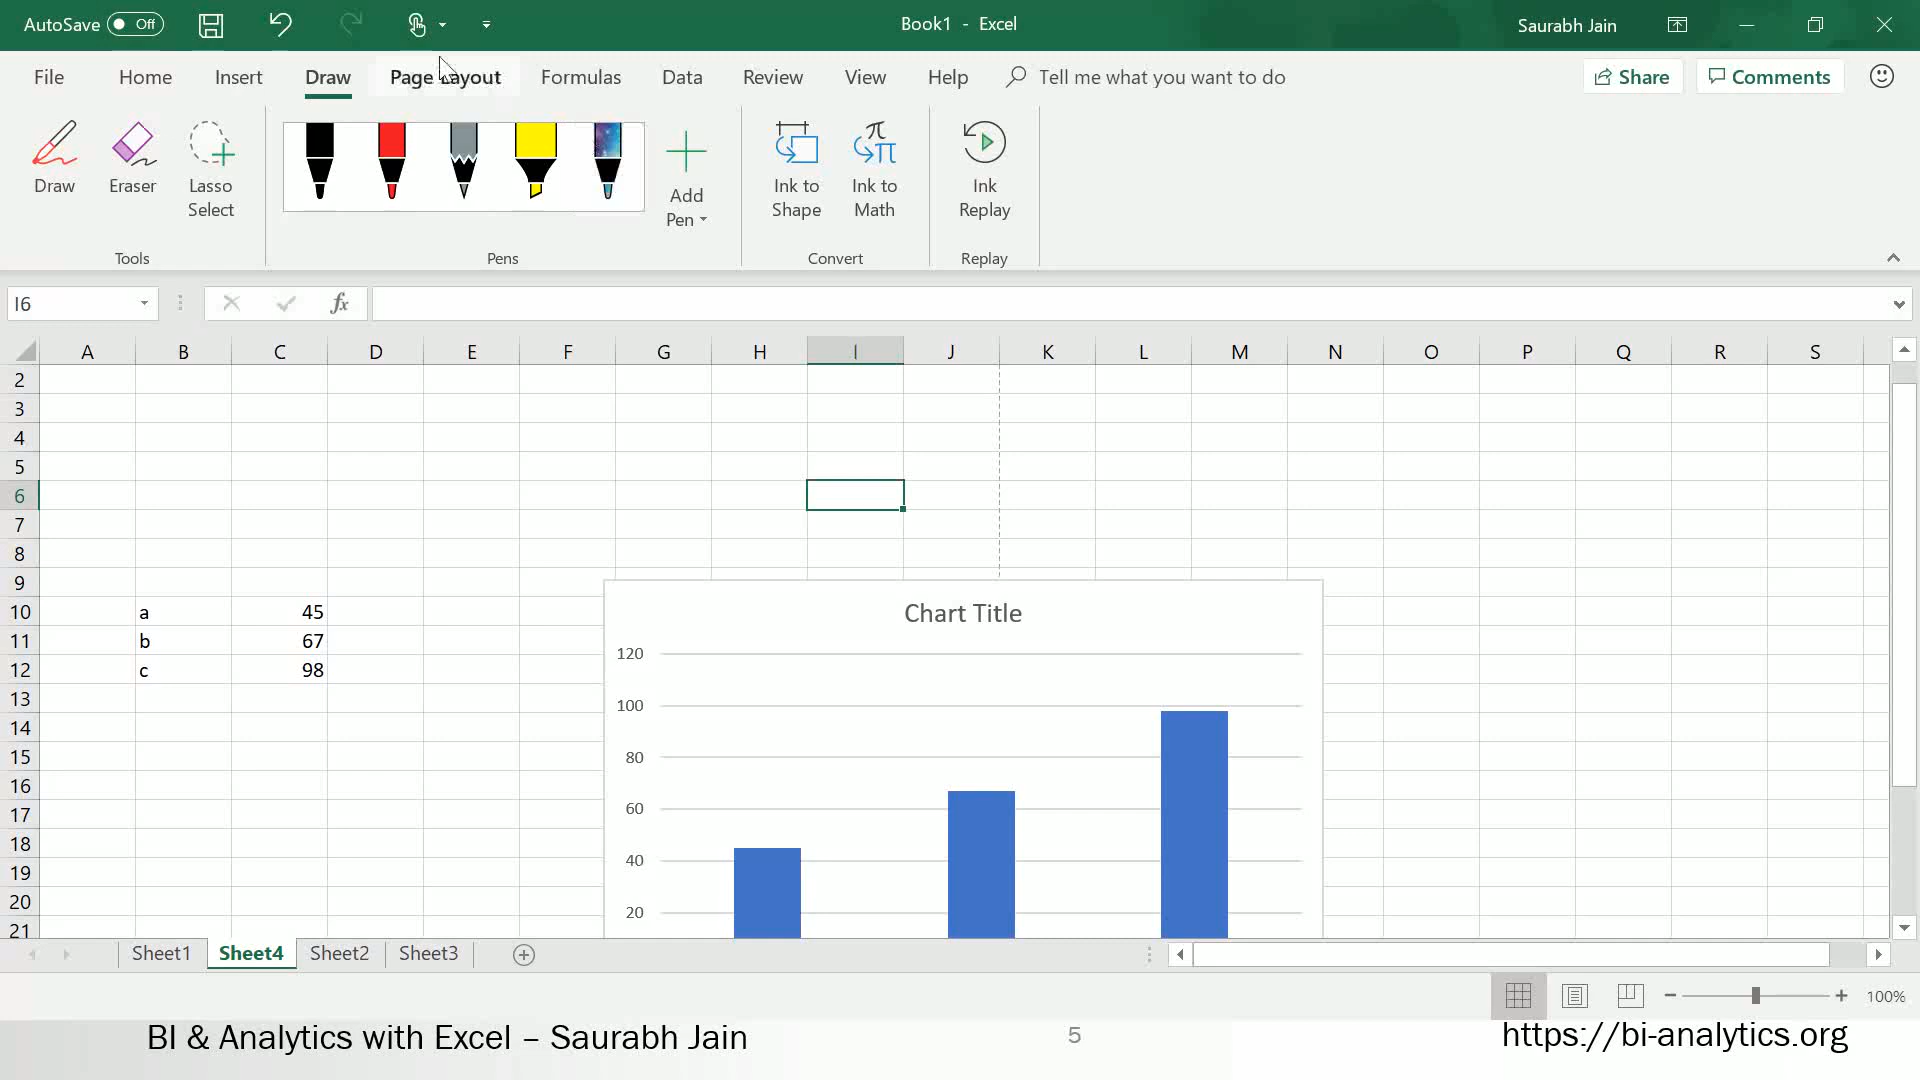 AutoSave Off Book1 - Excel Saurabh Jain
File Home Insert Draw Page Layout Formulas Data Review View Help Tell me what you want to do Share Comments
Draw Eraser Lasso Select
Add Pen
Ink to Shape Ink to Math
Ink Replay
Tools Pens Convert Replay
I6 fx
A B C D E F G H I J K L M N O P Q R S
2
3
4
5
6
7
8
9
10 a 45
11 b 67
12 c 98
13
14
15
16
17
18
19
20
21
Chart Title
120
100
80
60
40
20
Sheet1 Sheet4 Sheet2 Sheet3
100%
BI & Analytics with Excel – Saurabh Jain 5 https://bi-analytics.org